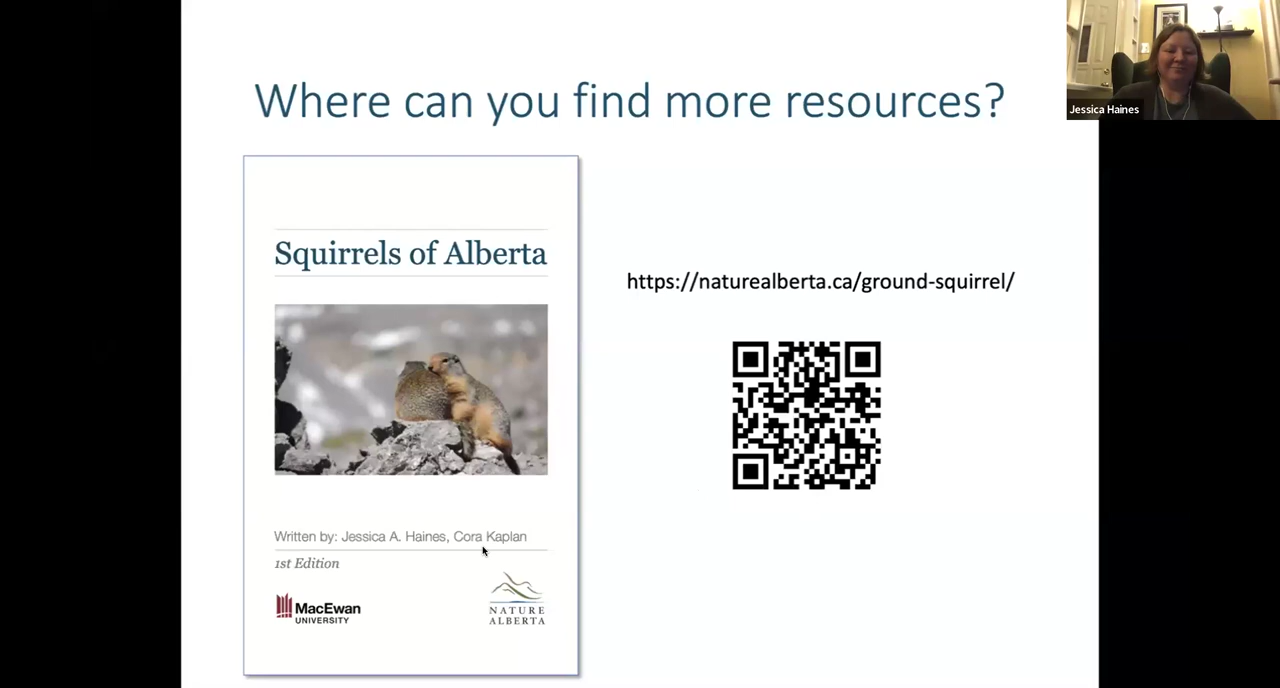 Where can you find more resources?
Jessica Haines
Squirrels of Alberta
https://naturealberta.ca/ground-squirrel/
Written by: Jessica A. Haines, Cora Kaplan
1st Edition
MacEwan
UNIVERSITY
NATURE
ALBERTA